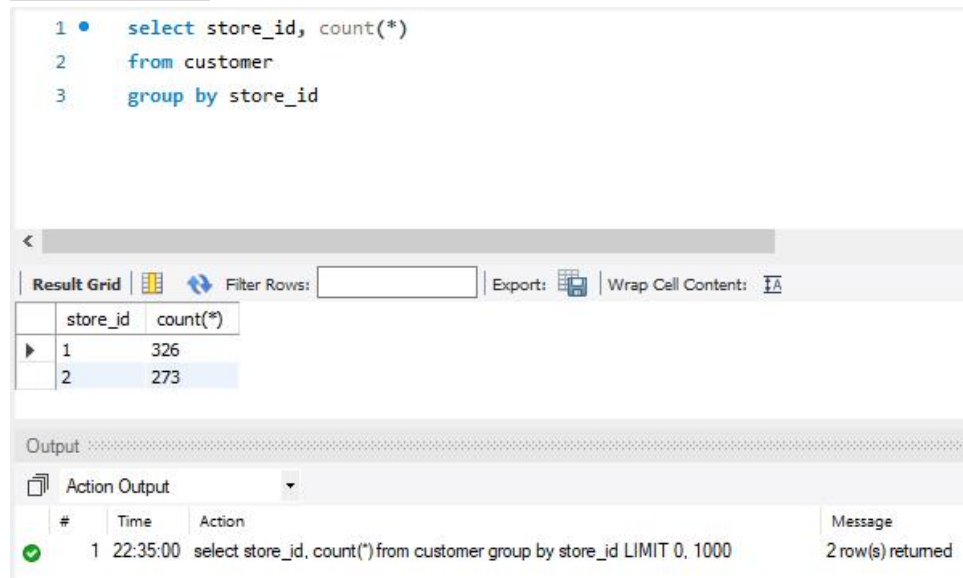 1 select store_id, count(*)
2 from customer
3 group by store_id
Result Grid Filter Rows: Export: Wrap Cell Content: IA
store_id count(*)
1 326
2 273
Output
Action Output
# Time Action Message
1 22:35:00 select store_id, count(*) from customer group by store_id LIMIT 0, 1000 2 row(s) returned